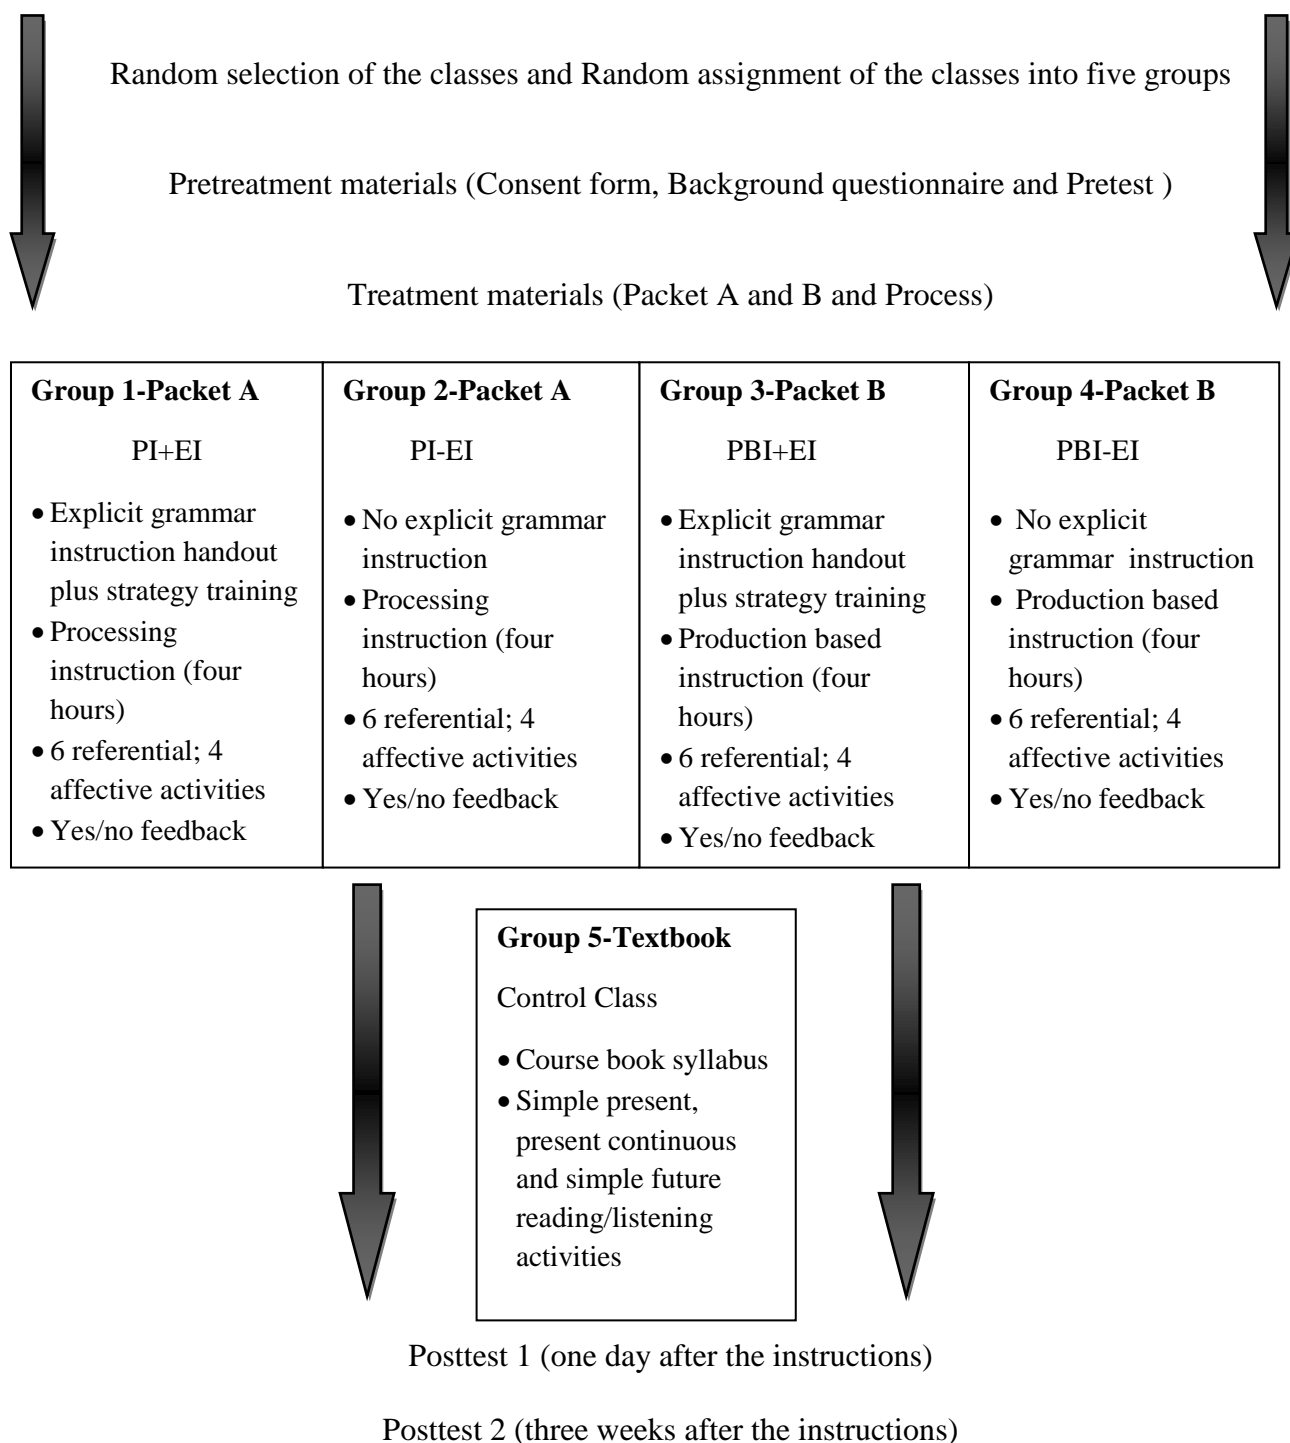 Random selection of the classes and Random assignment of the classes into five groups
Pretreatment materials (Consent form, Background questionnaire and Pretest )
Treatment materials (Packet A and B and Process)
Group 1-Packet A
PI+EI
• Explicit grammar
instruction handout
plus strategy training
• Processing
instruction (four
hours)
• 6 referential; 4
affective activities
• Yes/no feedback
Group 2-Packet A
PI-EI
• No explicit grammar
instruction
• Processing
instruction (four
hours)
• 6 referential; 4
affective activities
• Yes/no feedback
Group 3-Packet B
PBI+EI
• Explicit grammar
instruction handout
plus strategy training
• Production based
instruction (four
hours)
• 6 referential; 4
affective activities
• Yes/no feedback
Group 4-Packet B
PBI-EI
• No explicit
grammar instruction
• Production based
instruction (four
hours)
• 6 referential; 4
affective activities
• Yes/no feedback
Group 5-Textbook
Control Class
• Course book syllabus
• Simple present,
present continuous
and simple future
reading/listening
activities
Posttest 1 (one day after the instructions)
Posttest 2 (three weeks after the instructions)